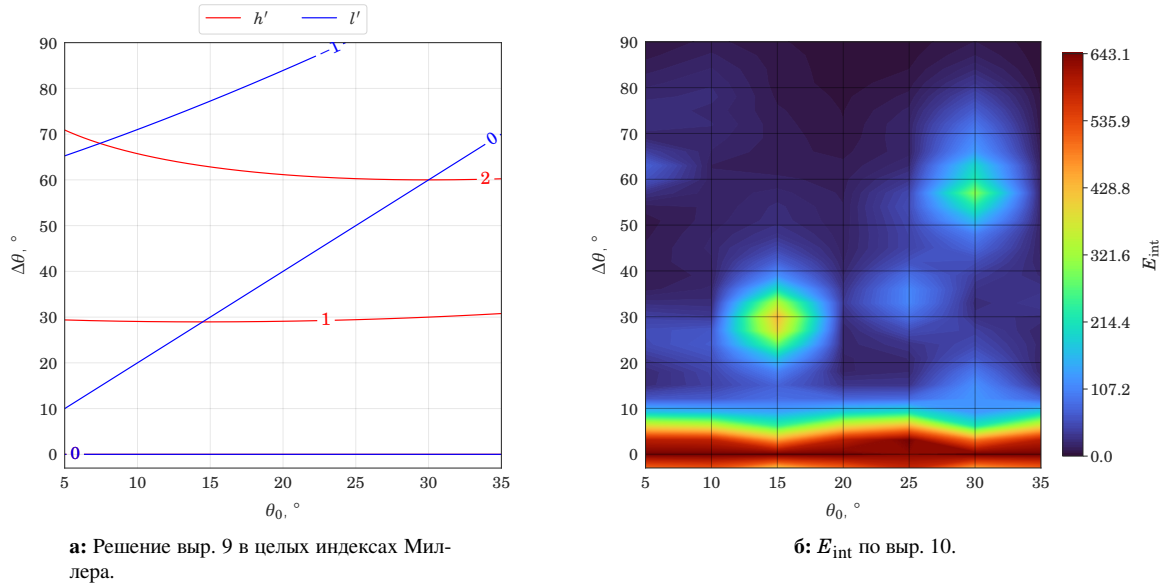 h′ l′
90
80
70
60
50
40
30
20
10
0
Δθ, °
1
0
2
1
0
5 10 15 20 25 30 35
θ₀, °
90
80
70
60
50
40
30
20
10
0
Δθ, °
5 10 15 20 25 30 35
θ₀, °
643.1
535.9
428.8
321.6
214.4
107.2
0.0
E_int
а: Решение выр. 9 в целых индексах Мил-
лера.
б: E_int по выр. 10.